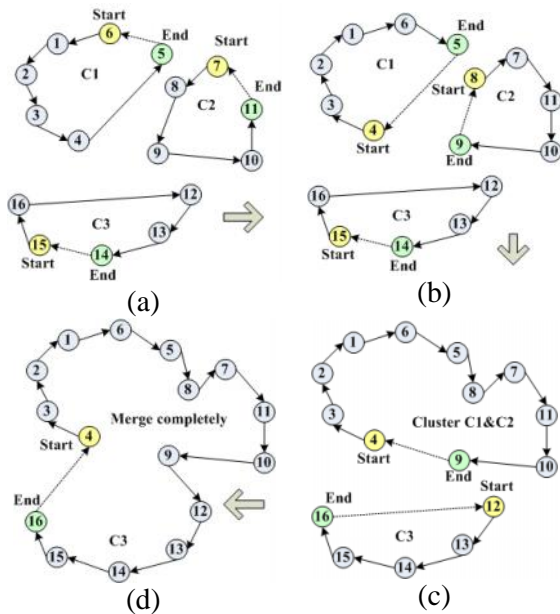 Start
End
6
1
5
Start
2
C1
7
End
8
3
C2
11
4
9
10
16
12
C3
13
15
14
Start
End
(a)
6
End
1
5
7
2
C1
8
Start
C2
11
3
4
9
10
Start
End
16
12
C3
13
15
14
Start
End
(b)
6
1
5
7
2
8
3
11
Merge completely
4
Start
9
10
End
16
12
C3
13
15
14
(d)
6
1
5
7
2
8
3
11
Cluster C1&C2
4
9
10
Start
End
End
Start
16
12
C3
13
15
14
(c)